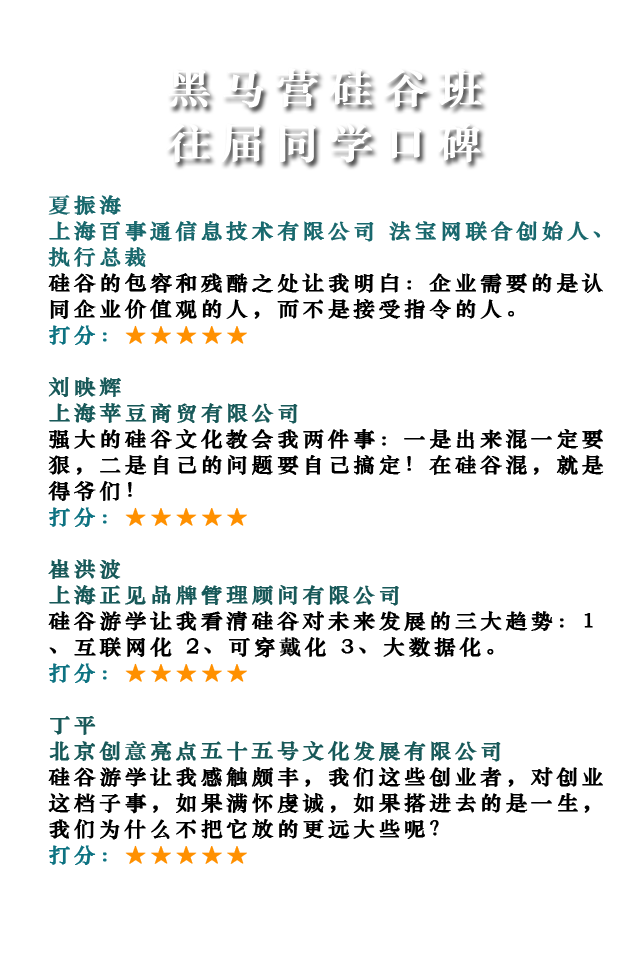 黑马营硅谷班
往届同学口碑
夏振海
上海百事通信息技术有限公司 法宝网联合创始人、
执行总裁
硅谷的包容和残酷之处让我明白：企业需要的是认
同企业价值观的人，而不是接受指令的人。
打分：★★★★★
刘映辉
上海苹豆商贸有限公司
强大的硅谷文化教会我两件事：一是出来混一定要
狠，二是自己的问题要自己搞定！在硅谷混，就是
得爷们！
打分：★★★★★
崔洪波
上海正见品牌管理顾问有限公司
硅谷游学让我看清硅谷对未来发展的三大趋势：1
、互联网化 2、可穿戴化 3、大数据化。
打分：★★★★★
丁平
北京创意亮点五十五号文化发展有限公司
硅谷游学让我感触颇丰，我们这些创业者，对创业
这档子事，如果满怀虔诚，如果搭进去的是一生，
我们为什么不把它放的更远大些呢？
打分：★★★★★